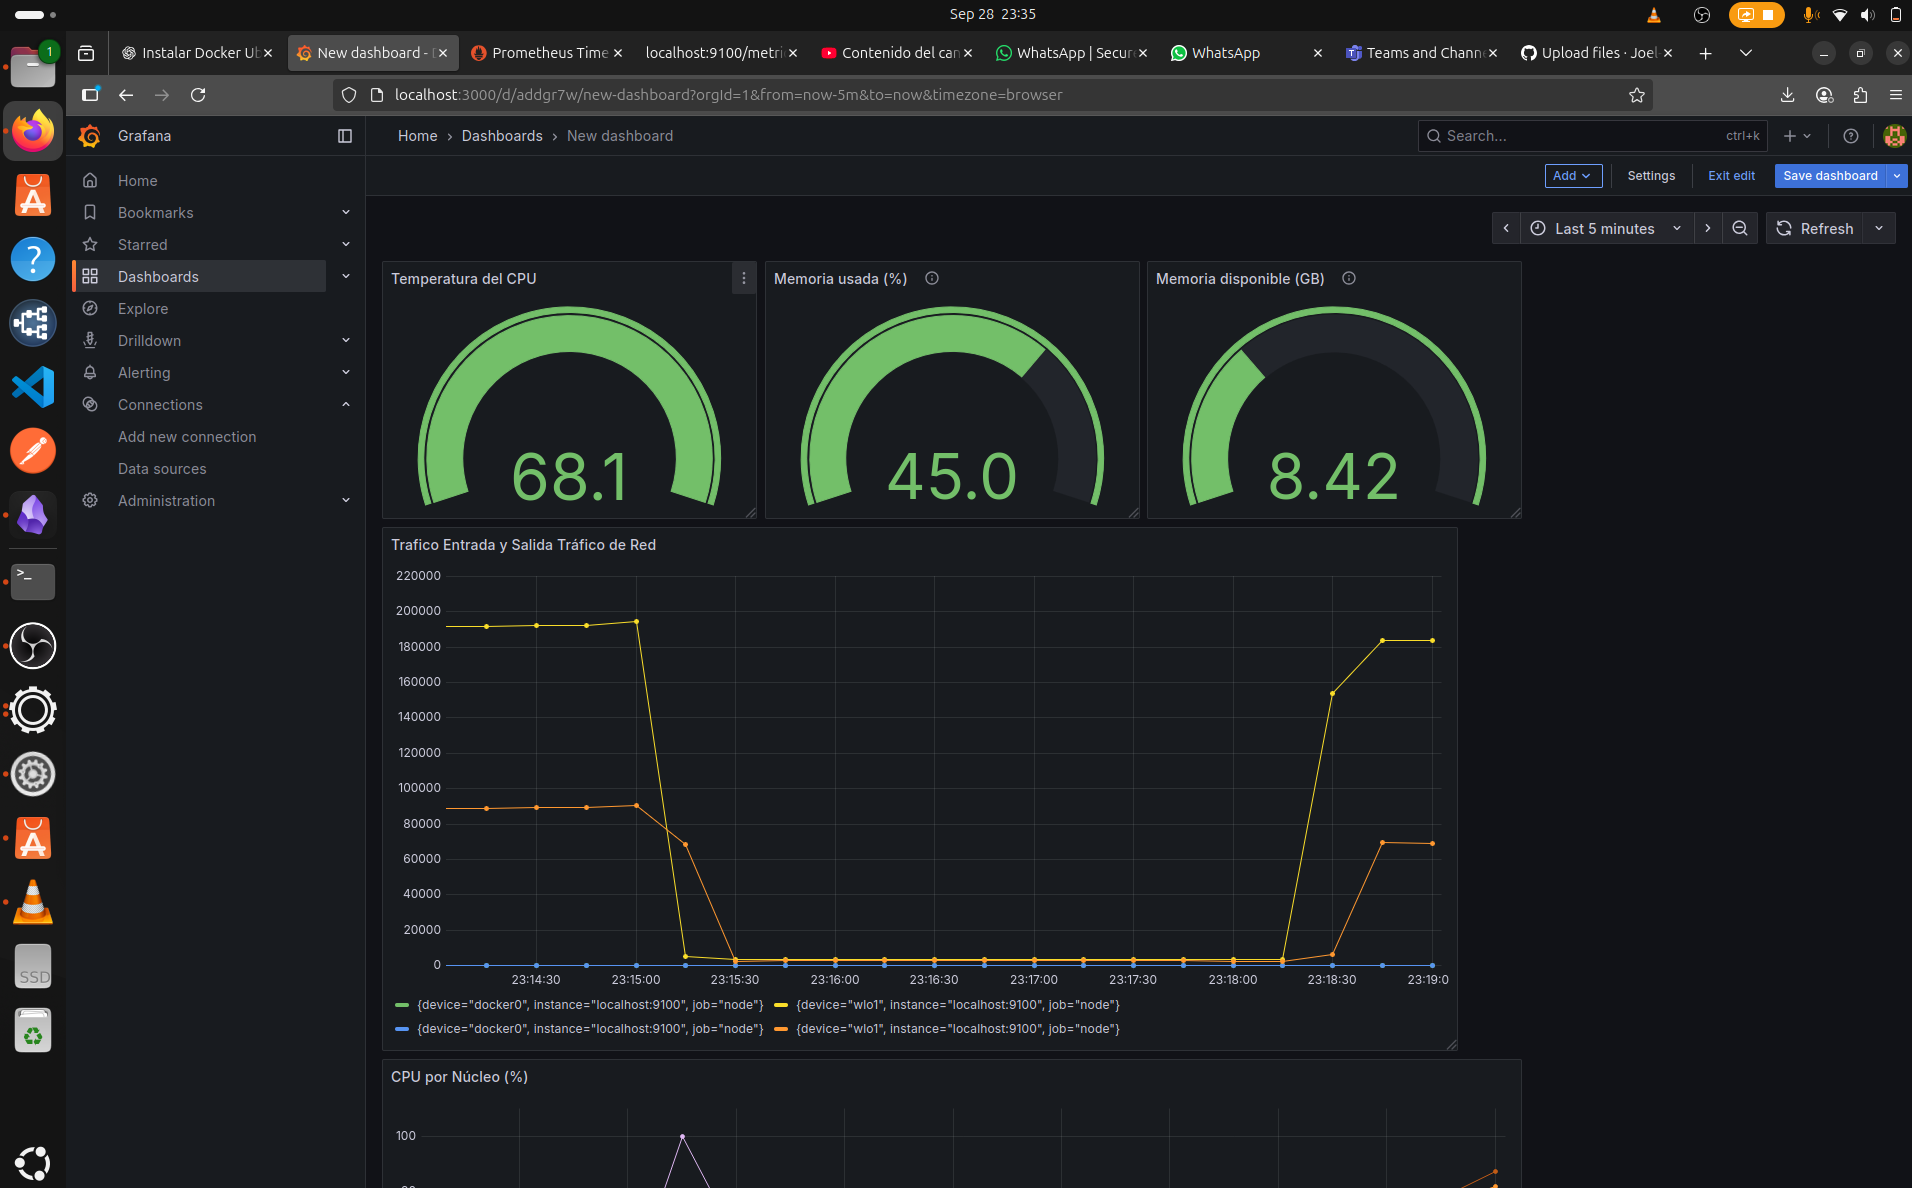 Sep 28 23:35
1
Instalar Docker Ub
New dashboard - D
Prometheus Time
localhost:9100/metri
Contenido del can
WhatsApp | Secure
WhatsApp
Teams and Chann
Upload files · Joel-
localhost:3000/d/addgr7w/new-dashboard?orgId=1&from=now-5m&to=now&timezone=browser
Grafana
Home › Dashboards › New dashboard
Search...
ctrl+k
Add
Settings
Exit edit
Save dashboard
Home
Bookmarks
Starred
Dashboards
Explore
Drilldown
Alerting
Connections
Add new connection
Data sources
Administration
Last 5 minutes
Refresh
Temperatura del CPU
68.1
Memoria usada (%)
45.0
Memoria disponible (GB)
8.42
Trafico Entrada y Salida Tráfico de Red
220000
200000
180000
160000
140000
120000
100000
80000
60000
40000
20000
0
23:14:30 23:15:00 23:15:30 23:16:00 23:16:30 23:17:00 23:17:30 23:18:00 23:18:30 23:19:0
{device="docker0", instance="localhost:9100", job="node"} {device="wlo1", instance="localhost:9100", job="node"}
{device="docker0", instance="localhost:9100", job="node"} {device="wlo1", instance="localhost:9100", job="node"}
CPU por Núcleo (%)
100
SSD